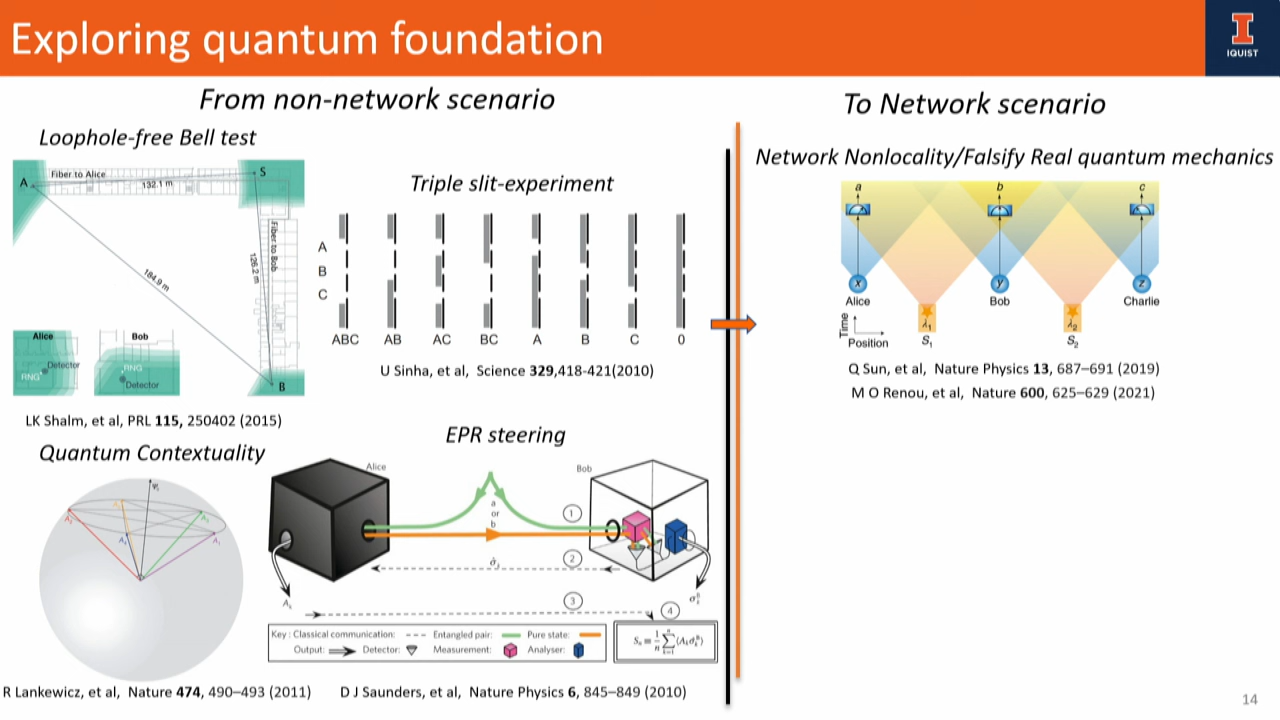 Exploring quantum foundation
I
IQUIST
From non-network scenario
To Network scenario
Loophole-free Bell test
A
Fiber to Alice
132.1 m
S
Fiber to Bob
126.2 m
184.9 m
Alice
RNG
Detector
Bob
RNG
Detector
B
LK Shalm, et al, PRL 115, 250402 (2015)
Triple slit-experiment
A
B
C
ABC AB AC BC A B C 0
U Sinha, et al, Science 329,418-421(2010)
Network Nonlocality/Falsify Real quantum mechanics
a b c
x y z
Alice Bob Charlie
λ₁ λ₂
Time
Position
S₁ S₂
Q Sun, et al, Nature Physics 13, 687–691 (2019)
M O Renou, et al, Nature 600, 625–629 (2021)
Quantum Contextuality
R Lankewicz, et al, Nature 474, 490–493 (2011)
EPR steering
Alice
Bob
a
or
b
1
2
3
4
Key : Classical communication: Entangled pair: Pure state:
Output: Detector: Measurement: Analyser:
D J Saunders, et al, Nature Physics 6, 845–849 (2010)
14